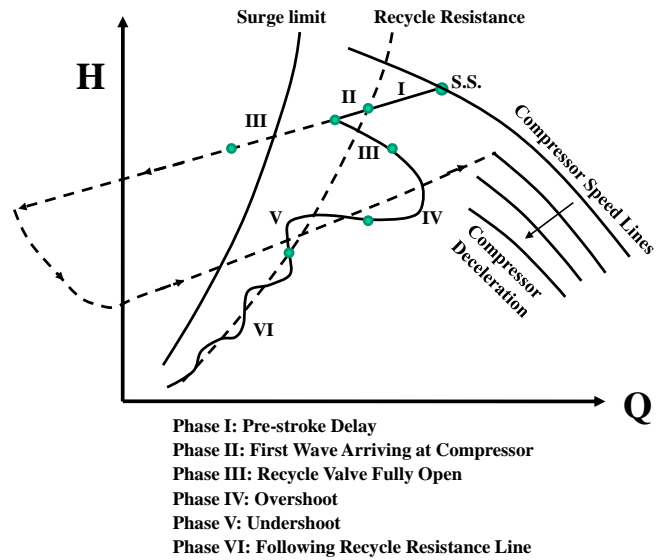 Surge limit
Recycle Resistance
H
S.S.
I
II
III
III
IV
V
VI
Compressor Speed Lines
Compressor
Deceleration
Q
Phase I: Pre-stroke Delay
Phase II: First Wave Arriving at Compressor
Phase III: Recycle Valve Fully Open
Phase IV: Overshoot
Phase V: Undershoot
Phase VI: Following Recycle Resistance Line